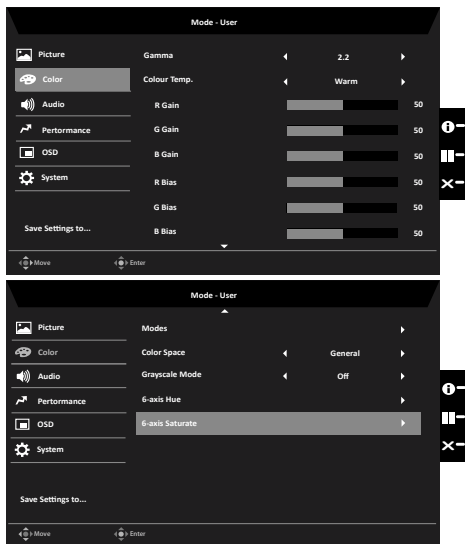 Mode - User
Picture Gamma 2.2
Color Colour Temp. Warm
Audio R Gain 50
Pertormance G Gain 50
OSD B Gain 50
System R Bias 50
G Bias 50
Save Settings to... B Bias 50
Move Enter
Mode - User
Picture Modes
Color Color Space General
Audio Grayscale Mode Off
Pertormance 6-axis Hue
OSD 6-axis Saturate
System
Save Settings to...
Move Enter